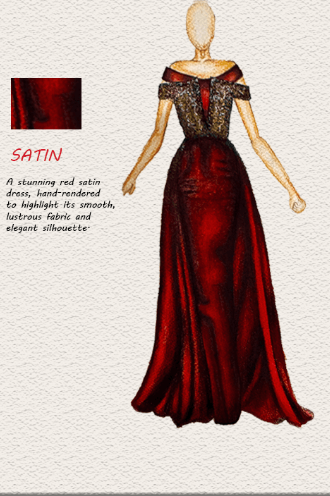 SATIN
A stunning red satin
dress, hand-rendered
to highlight its smooth,
lustrous fabric and
elegant silhouette.